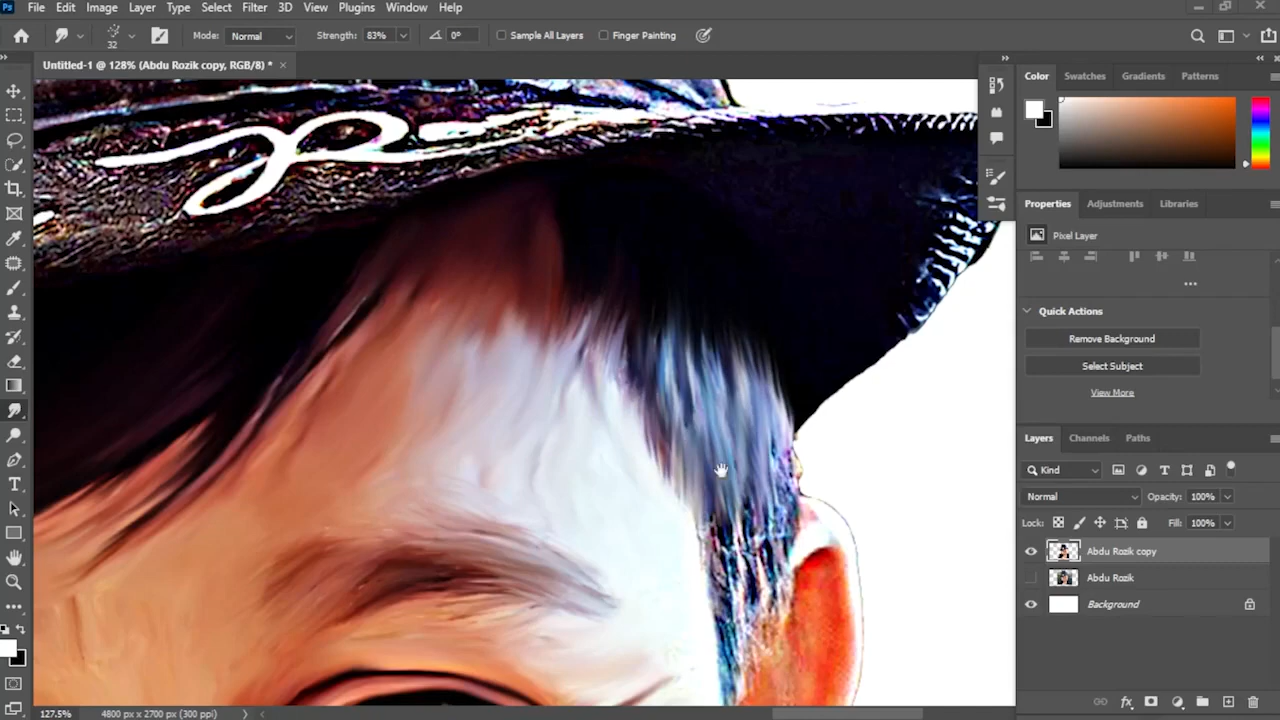 Ps File Edit Image Layer Type Select Filter 3D View Plugins Window Help
32 Mode: Normal Strength: 83% 0° Sample All Layers Finger Painting
Untitled-1 @ 128% (Abdu Rozik copy, RGB/8) *
Color Swatches Gradients Patterns
Properties Adjustments Libraries
Pixel Layer
Quick Actions
Remove Background
Select Subject
View More
Layers Channels Paths
Kind
Normal Opacity: 100%
Lock: Fill: 100%
Abdu Rozik copy
Abdu Rozik
Background
127.5% 4800 px x 2700 px (300 ppi)